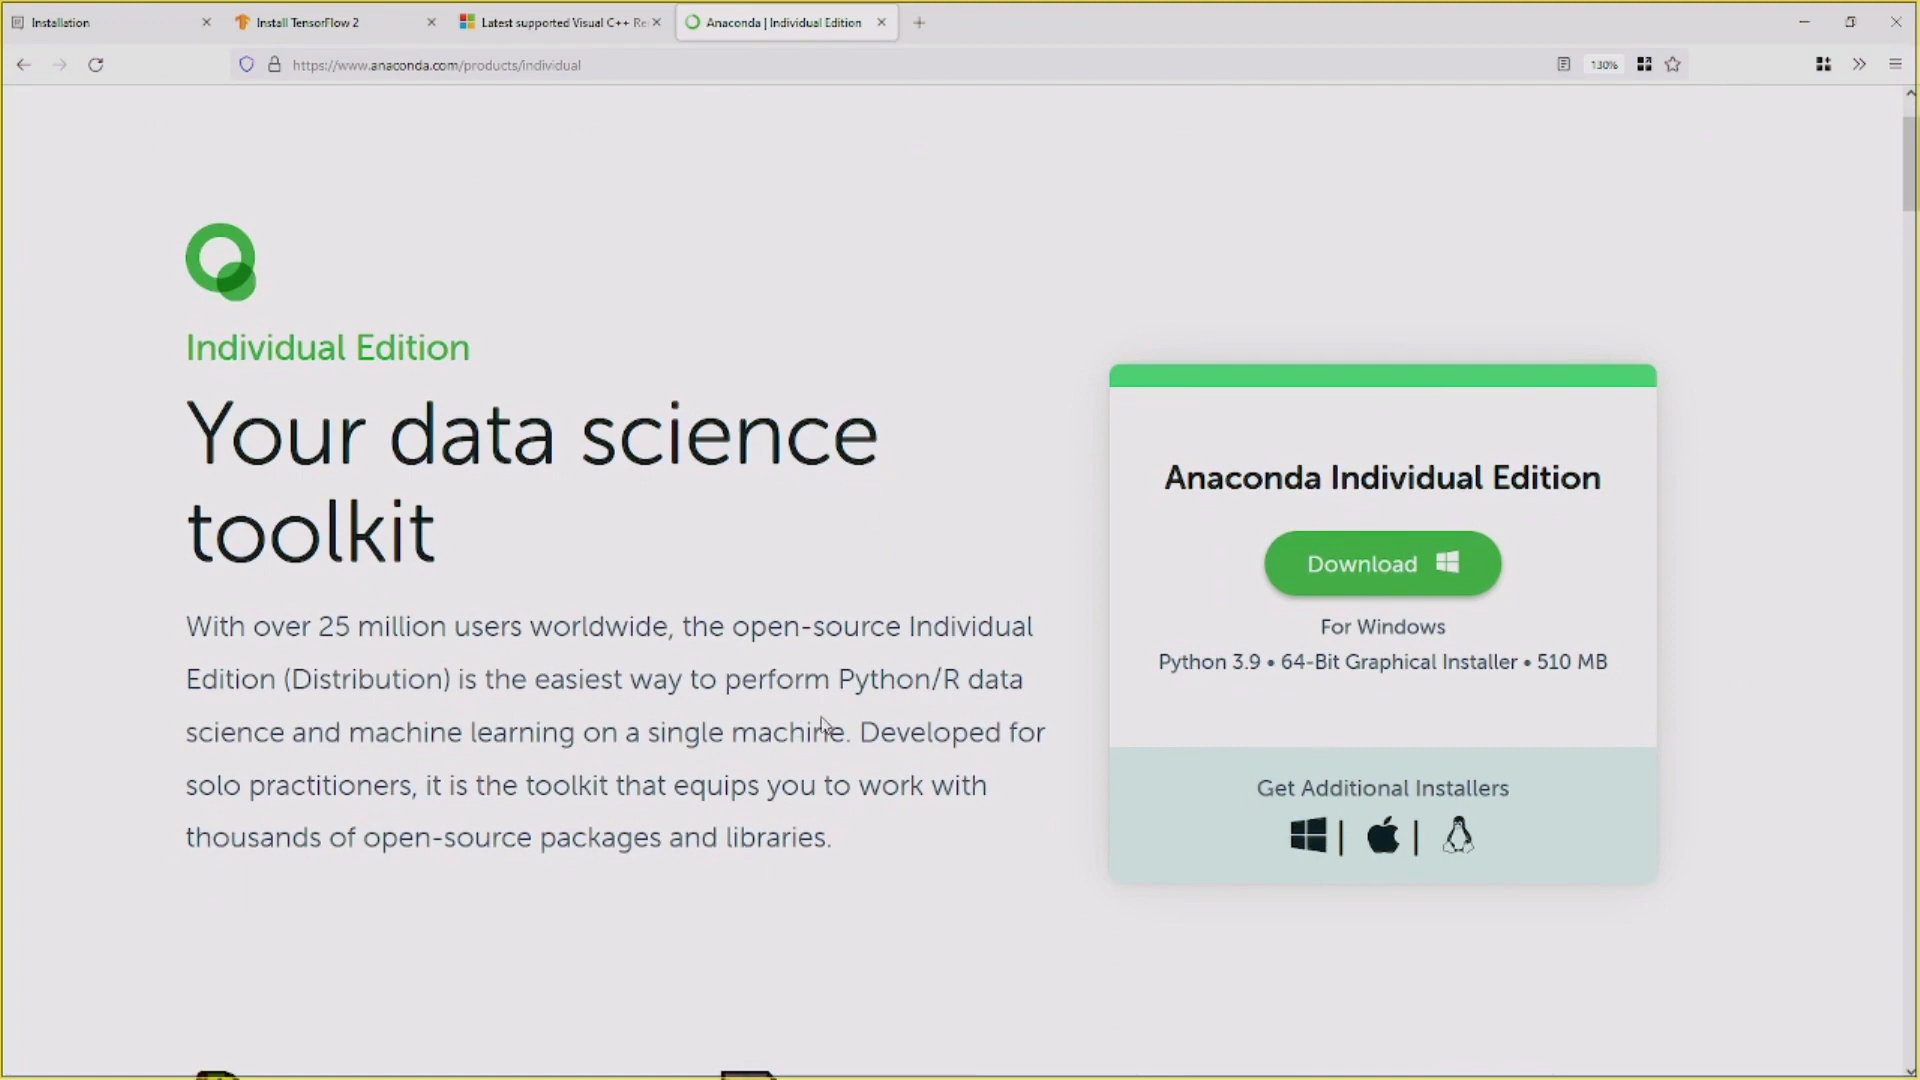 Installation
Install TensorFlow 2
Latest supported Visual C++ Re
Anaconda | Individual Edition
https://www.anaconda.com/products/individual
130%
Individual Edition
Your data science
toolkit
With over 25 million users worldwide, the open-source Individual
Edition (Distribution) is the easiest way to perform Python/R data
science and machine learning on a single machine. Developed for
solo practitioners, it is the toolkit that equips you to work with
thousands of open-source packages and libraries.
Anaconda Individual Edition
Download
For Windows
Python 3.9 • 64-Bit Graphical Installer • 510 MB
Get Additional Installers